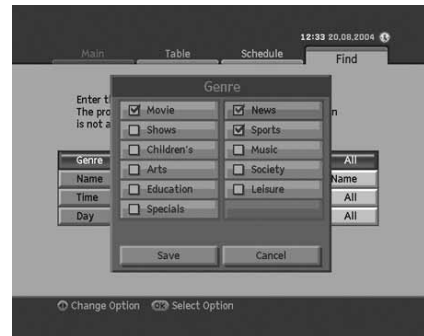 12:33 20,08,2004
Main Table Schedule Find
Genre
Enter t
The pro n
is not a
Movie News
Shows Sports
Children's Music
Arts Society
Education Leisure
Specials
Genre All
Name Name
Time All
Day All
Save Cancel
Change Option OK Select Option